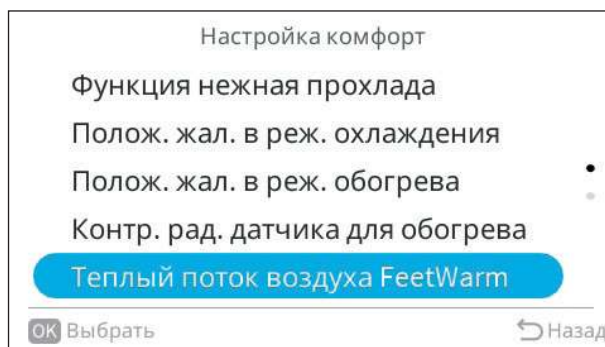 Настройка комфорт
Функция нежная прохлада
Полож. жал. в реж. охлаждения
Полож. жал. в реж. обогрева
Контр. рад. датчика для обогрева
Теплый поток воздуха FeetWarm
OK Выбрать Назад